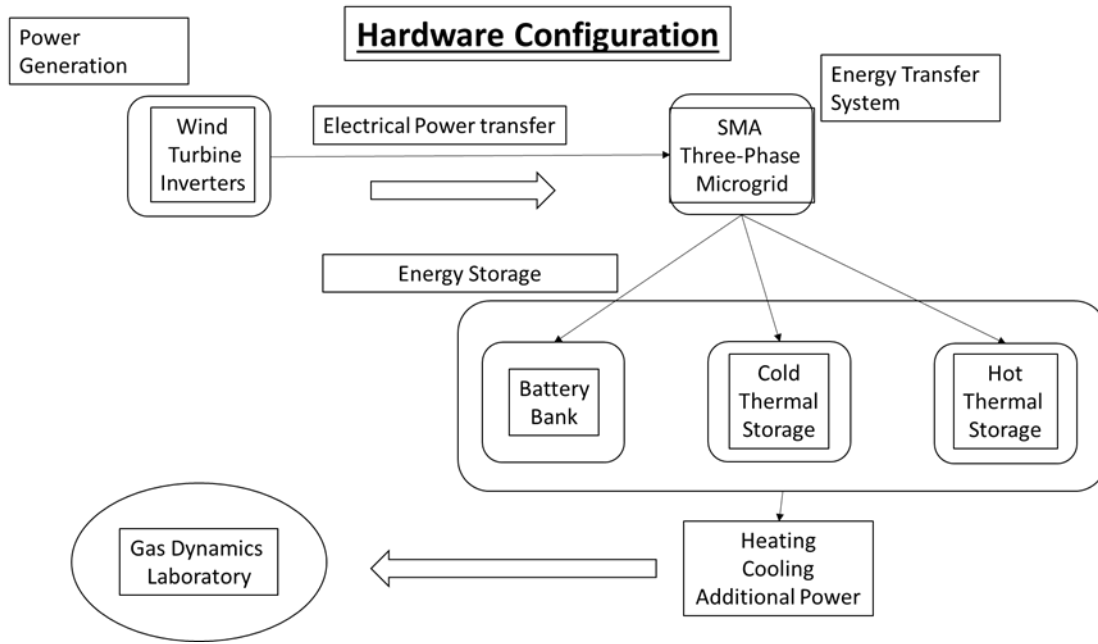 Hardware Configuration
Power
Generation
Energy Transfer
System
Wind
Turbine
Inverters
Electrical Power transfer
SMA
Three-Phase
Microgrid
Energy Storage
Battery
Bank
Cold
Thermal
Storage
Hot
Thermal
Storage
Gas Dynamics
Laboratory
Heating
Cooling
Additional Power